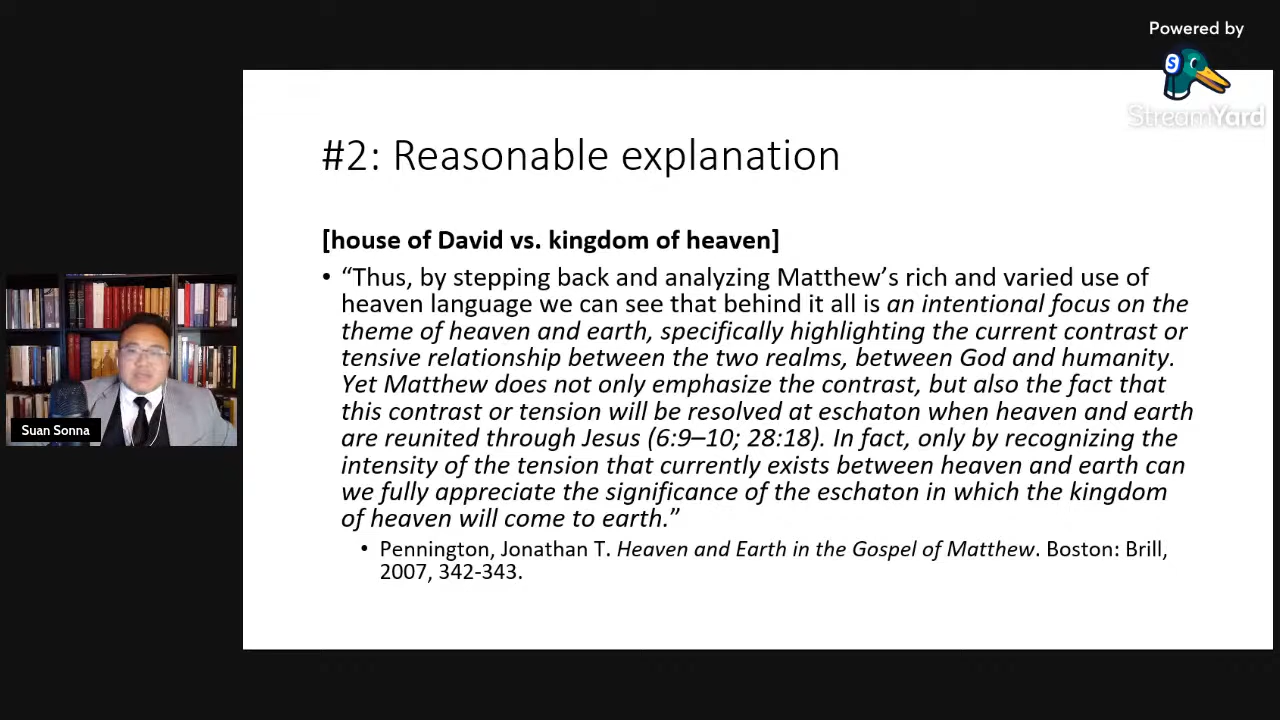 Powered by
StreamYard
#2: Reasonable explanation
[house of David vs. kingdom of heaven]
• “Thus, by stepping back and analyzing Matthew’s rich and varied use of
heaven language we can see that behind it all is an intentional focus on the
theme of heaven and earth, specifically highlighting the current contrast or
tensive relationship between the two realms, between God and humanity.
Yet Matthew does not only emphasize the contrast, but also the fact that
this contrast or tension will be resolved at eschaton when heaven and earth
are reunited through Jesus (6:9–10; 28:18). In fact, only by recognizing the
intensity of the tension that currently exists between heaven and earth can
we fully appreciate the significance of the eschaton in which the kingdom
of heaven will come to earth.”
• Pennington, Jonathan T. Heaven and Earth in the Gospel of Matthew. Boston: Brill,
2007, 342-343.
Suan Sonna